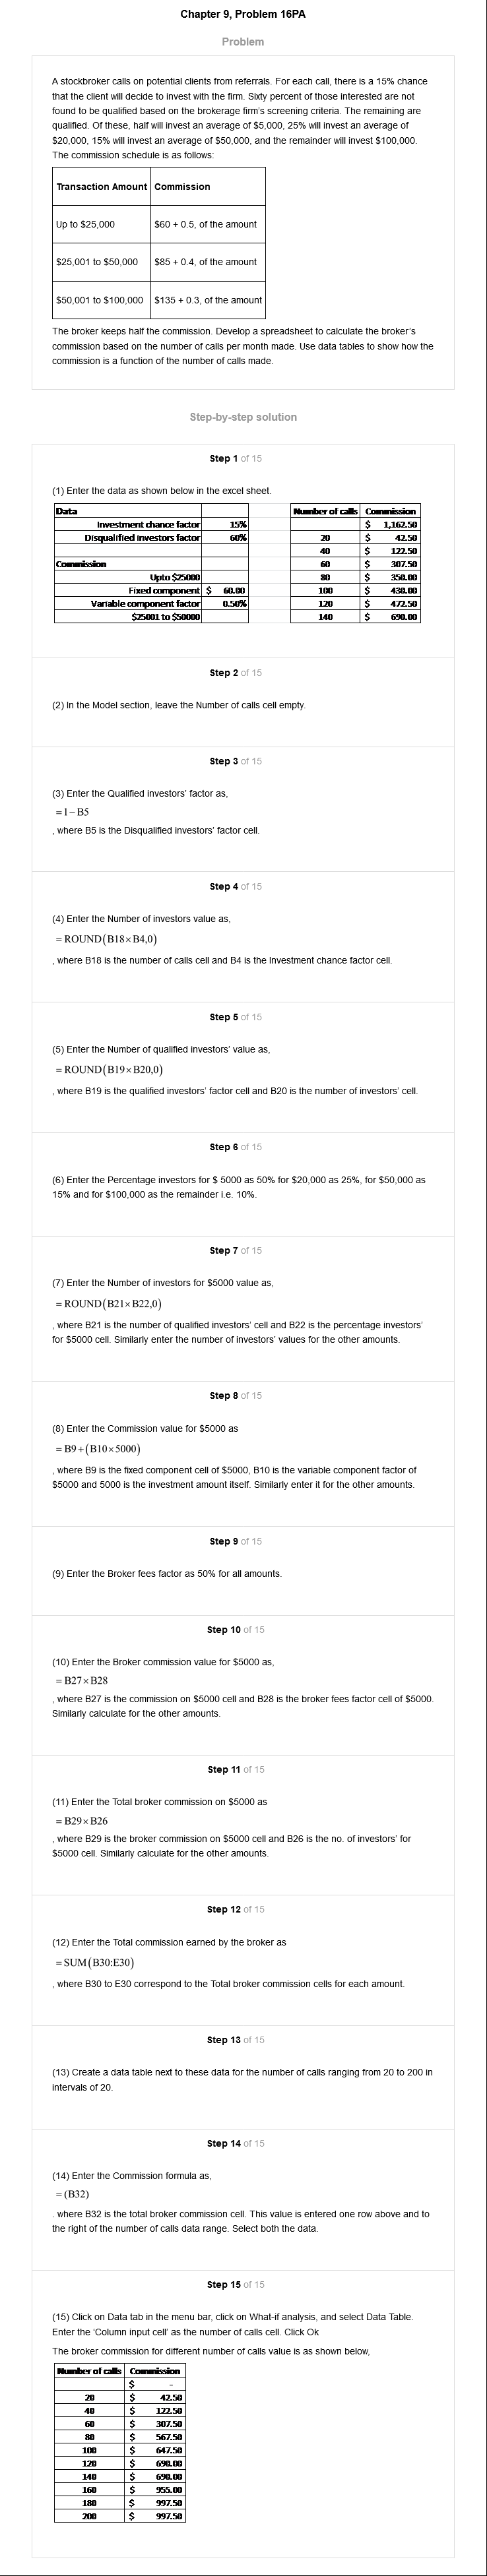 Chapter 9, Problem 16PA
Problem
A stockbroker calls on potential clients from referrals. For each call, there is a 15% chance
that the client will decide to invest with the firm. Sixty percent of those interested are not
found to be qualified based on the brokerage firm's screening criteria. The remaining are
qualified. Of these, half will invest an average of $5,000, 25% will invest an average of
$20,000, 15% will invest an average of $50,000, and the remainder will invest $100,000.
The commission schedule is as follows:
Transaction Amount Commission
Up to $25,000 $60 + 0.5, of the amount
$25,001 to $50,000 $85 + 0.4, of the amount
$50,001 to $100,000 $135 + 0.3, of the amount
The broker keeps half the commission. Develop a spreadsheet to calculate the broker's
commission based on the number of calls per month made. Use data tables to show how the
commission is a function of the number of calls made.
Step-by-step solution
Step 1 of 15
(1) Enter the data as shown below in the excel sheet.
Data Number of calls Commission
Investment chance factor 15% $ 1,162.50
Disqualified investors factor 60% 20 $ 42.50
40 $ 122.50
Commission 60 $ 307.50
Upto $25000 80 $ 350.00
Fixed component $ 60.00 100 $ 430.00
Variable component factor 0.50% 120 $ 472.50
$25001 to $50000 140 $ 690.00
Step 2 of 15
(2) In the Model section, leave the Number of calls cell empty.
Step 3 of 15
(3) Enter the Qualified investors' factor as,
= 1 − B5
, where B5 is the Disqualified investors' factor cell.
Step 4 of 15
(4) Enter the Number of investors value as,
= ROUND(B18×B4,0)
, where B18 is the number of calls cell and B4 is the Investment chance factor cell.
Step 5 of 15
(5) Enter the Number of qualified investors' value as,
= ROUND(B19×B20,0)
, where B19 is the qualified investors' factor cell and B20 is the number of investors' cell.
Step 6 of 15
(6) Enter the Percentage investors for $ 5000 as 50% for $20,000 as 25%, for $50,000 as
15% and for $100,000 as the remainder i.e. 10%.
Step 7 of 15
(7) Enter the Number of investors for $5000 value as,
= ROUND(B21×B22,0)
, where B21 is the number of qualified investors' cell and B22 is the percentage investors'
for $5000 cell. Similarly enter the number of investors' values for the other amounts.
Step 8 of 15
(8) Enter the Commission value for $5000 as
= B9+(B10×5000)
, where B9 is the fixed component cell of $5000, B10 is the variable component factor of
$5000 and 5000 is the investment amount itself. Similarly enter it for the other amounts.
Step 9 of 15
(9) Enter the Broker fees factor as 50% for all amounts.
Step 10 of 15
(10) Enter the Broker commission value for $5000 as,
= B27×B28
, where B27 is the commission on $5000 cell and B28 is the broker fees factor cell of $5000.
Similarly calculate for the other amounts.
Step 11 of 15
(11) Enter the Total broker commission on $5000 as
= B29×B26
, where B29 is the broker commission on $5000 cell and B26 is the no. of investors' for
$5000 cell. Similarly calculate for the other amounts.
Step 12 of 15
(12) Enter the Total commission earned by the broker as
= SUM(B30:E30)
, where B30 to E30 correspond to the Total broker commission cells for each amount.
Step 13 of 15
(13) Create a data table next to these data for the number of calls ranging from 20 to 200 in
intervals of 20.
Step 14 of 15
(14) Enter the Commission formula as,
= (B32)
. where B32 is the total broker commission cell. This value is entered one row above and to
the right of the number of calls data range. Select both the data.
Step 15 of 15
(15) Click on Data tab in the menu bar, click on What-if analysis, and select Data Table.
Enter the 'Column input cell' as the number of calls cell. Click Ok
The broker commission for different number of calls value is as shown below,
Number of calls Commission
$ -
20 $ 42.50
40 $ 122.50
60 $ 307.50
80 $ 567.50
100 $ 647.50
120 $ 690.00
140 $ 690.00
160 $ 955.00
180 $ 997.50
200 $ 997.50